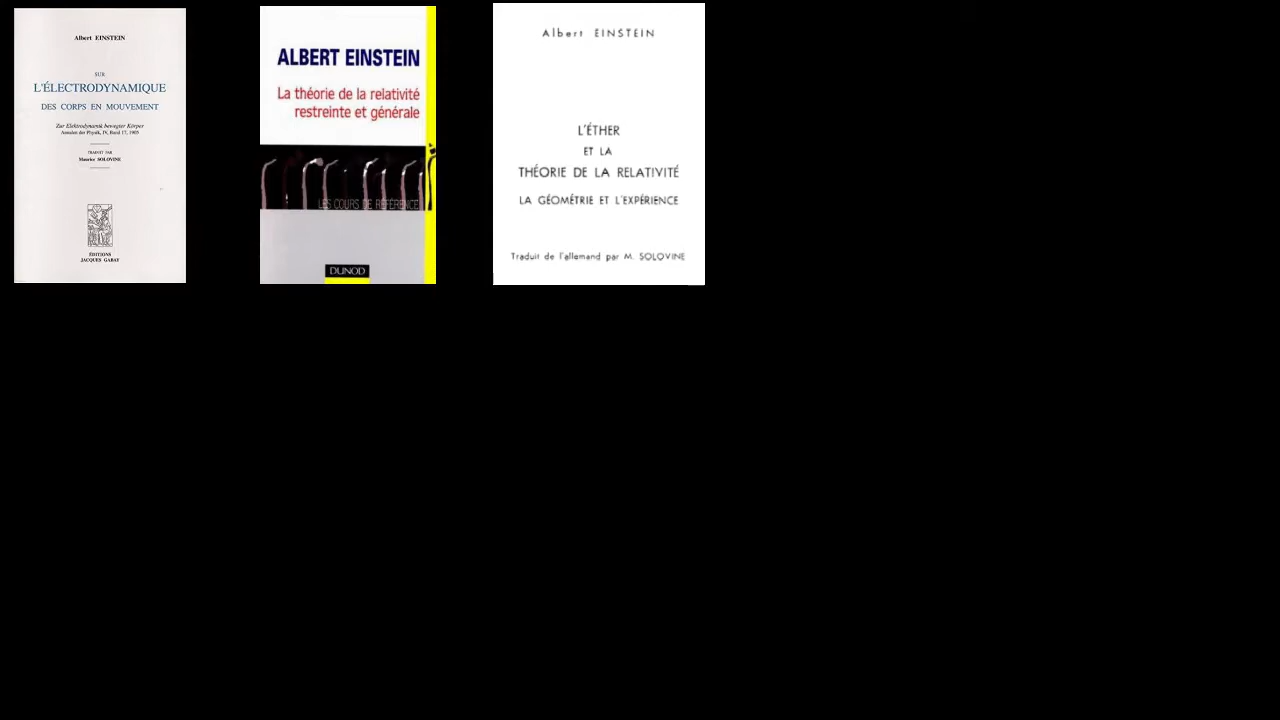 Albert EINSTEIN
SUR
L'ÉLECTRODYNAMIQUE
DES CORPS EN MOUVEMENT
Zur Elektrodynamik bewegter Körper
Annalen der Physik, IV, Band 17, 1905
TRADUIT PAR
Maurice SOLOVINE
ÉDITIONS
JACQUES GABAY
ALBERT EINSTEIN
La théorie de la relativité
restreinte et générale
LES COURS DE RÉFÉRENCE
DUNOD
Albert EINSTEIN
L'ÉTHER
ET LA
THÉORIE DE LA RELATIVITÉ
LA GÉOMÉTRIE ET L'EXPÉRIENCE
Traduit de l'allemand par M. SOLOVINE